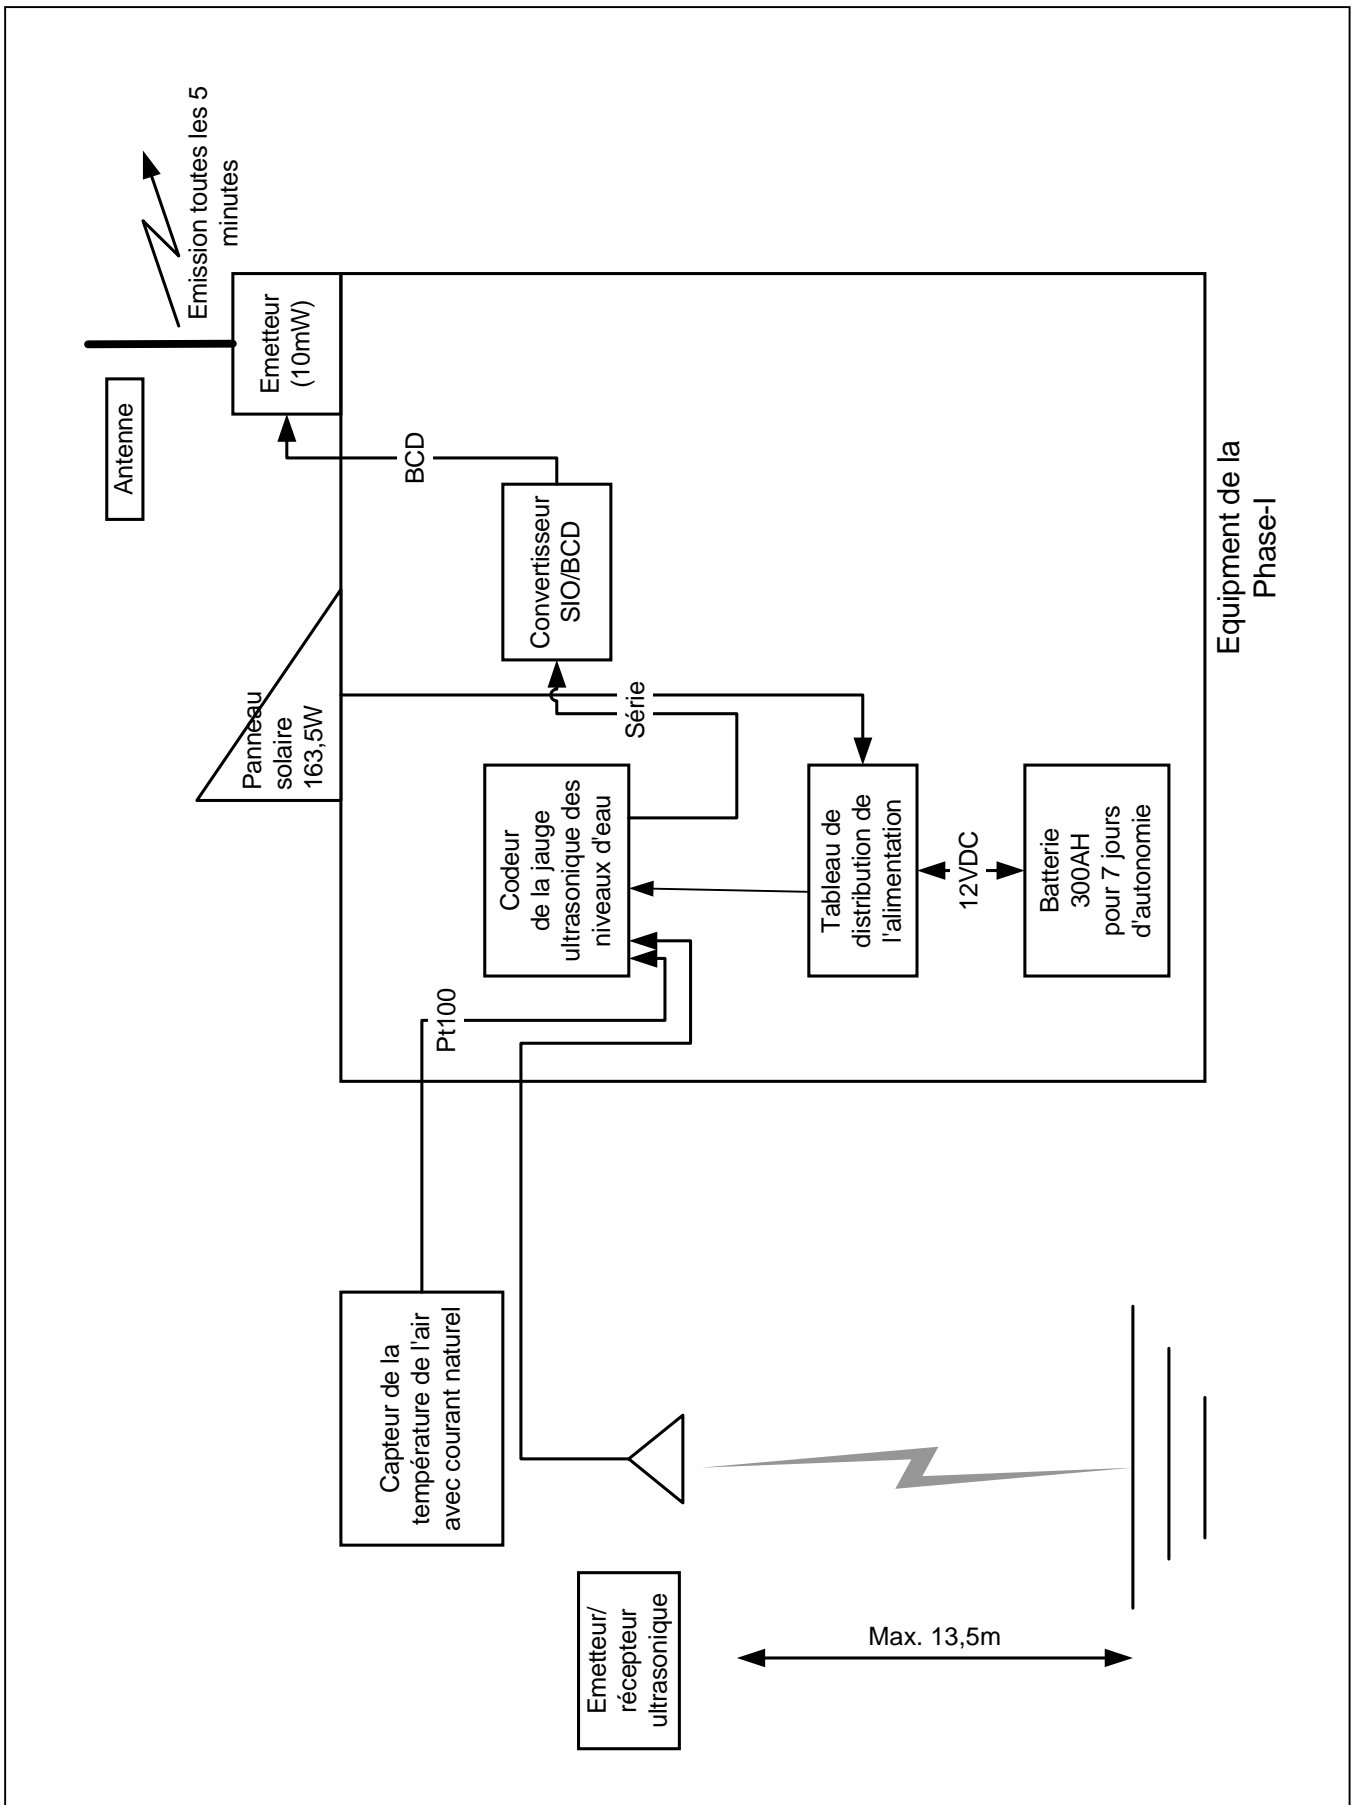 Antenne
Emission toutes les 5
minutes
Emetteur
(10mW)
Panneau
solaire
163,5W
BCD
Convertisseur
SIO/BCD
Série
Capteur de la
température de l'air
avec courant naturel
Pt100
Codeur
de la jauge
ultrasonique des
niveaux d'eau
Emetteur/
récepteur
ultrasonique
Tableau de
distribution de
l'alimentation
12VDC
Batterie
300AH
pour 7 jours
d'autonomie
Max. 13,5m
Equipment de la
Phase-I